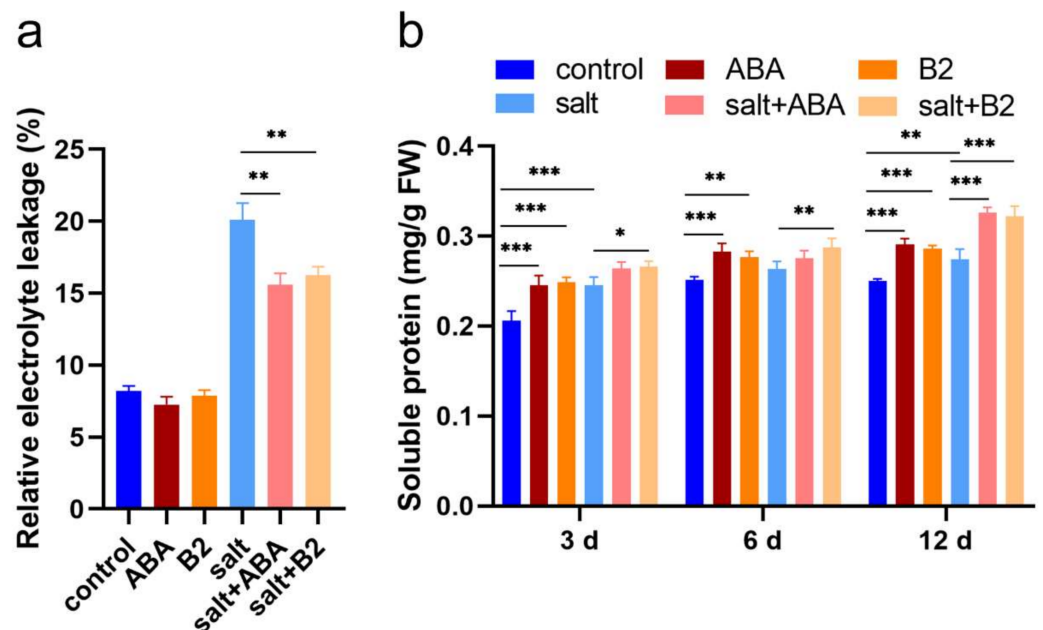 a
b
control ABA B2
salt salt+ABA salt+B2
Relative electrolyte leakage (%)
25
20
15
10
5
0
** 
**
control
ABA
B2
salt
salt+ABA
salt+B2
Soluble protein (mg/g FW)
0.4
0.3
0.2
0.1
0.0
***
***
***
*
**
***
**
** ***
*** ***
***
3 d 6 d 12 d